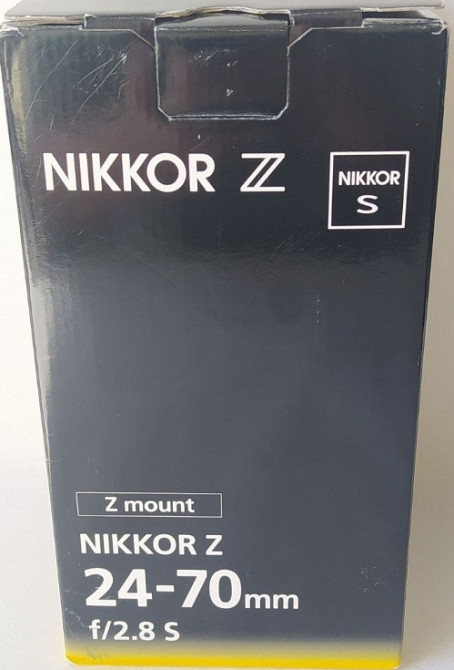 NIKKOR Z
NIKKOR
S
Z mount
NIKKOR Z
24-70mm
f/2.8 S